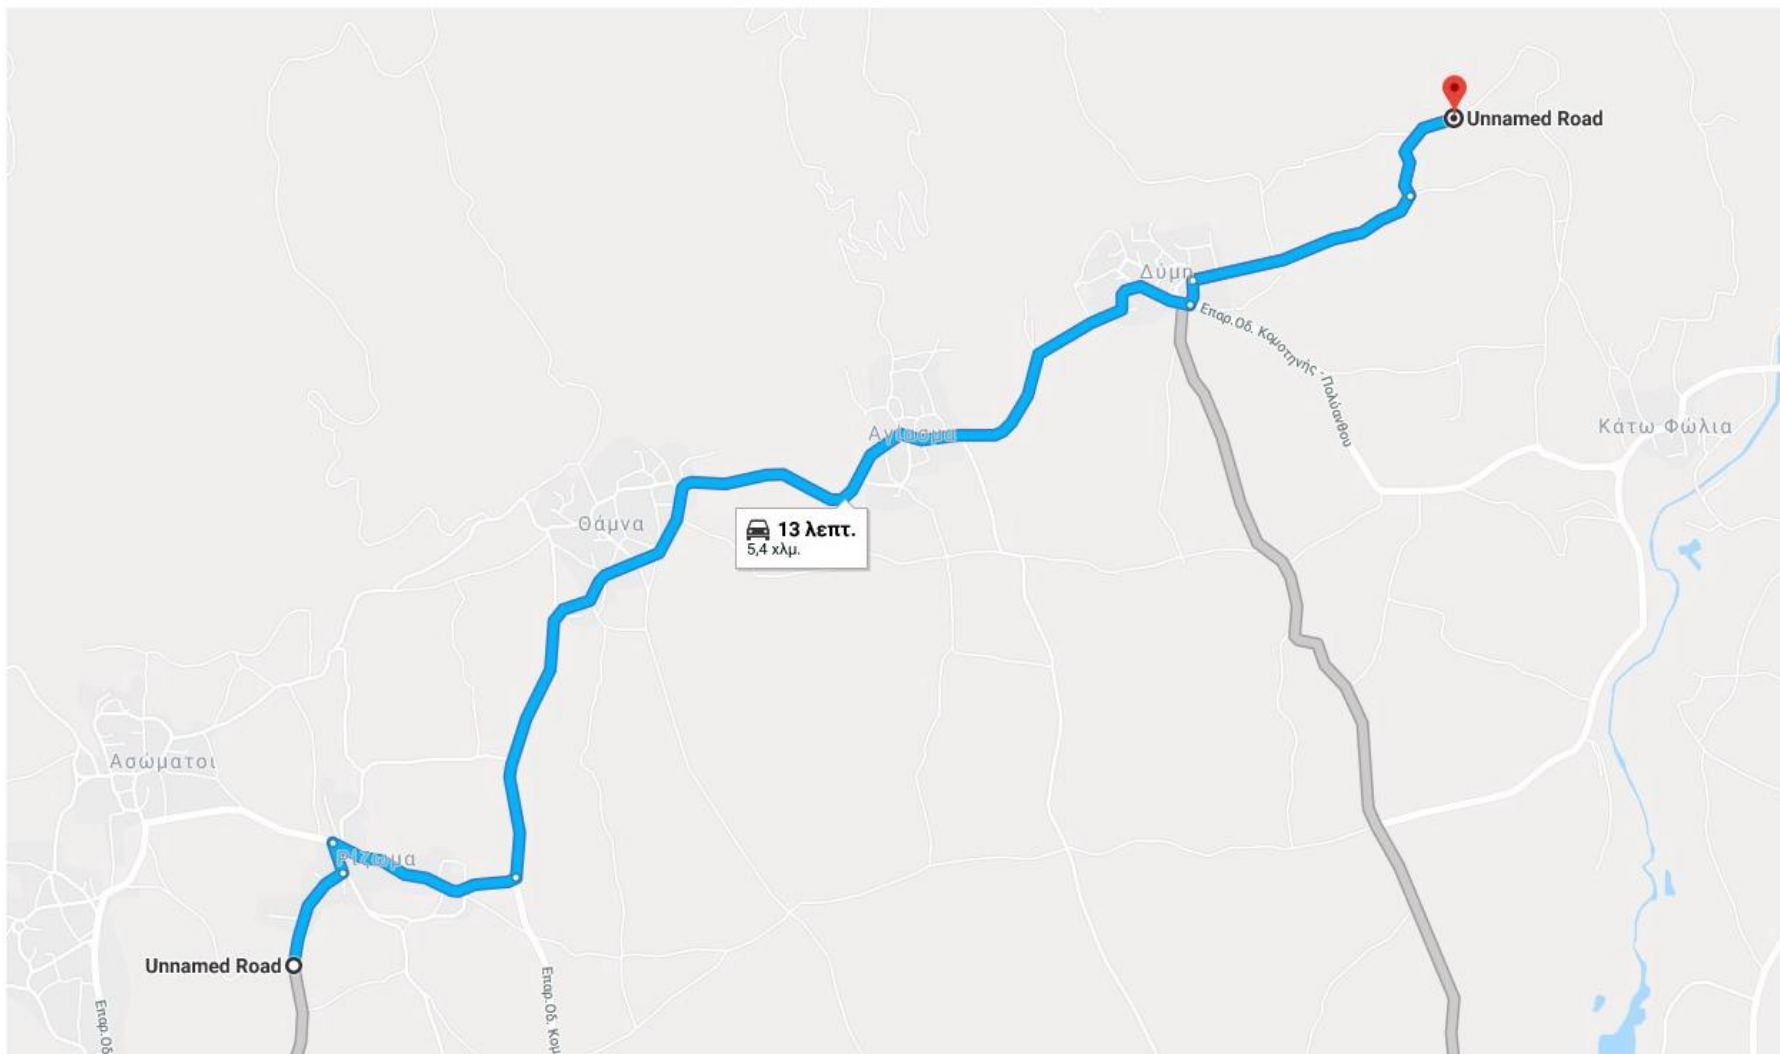 Unnamed Road
Δύμη
Επαρ.Οδ. Κομοτηνής - Πολύανθου
Κάτω Φώλια
Αγίασμα
Θάμνα
13 λεπτ.
5,4 χλμ.
Ασώματοι
Ρίζωμα
Unnamed Road
Επαρ.Οδ. Κομ
Επαρ.Οδ